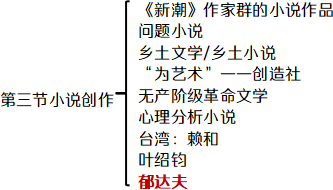 第三节小说创作
《新潮》作家群的小说作品
问题小说
乡土文学/乡土小说
“为艺术”——创造社
无产阶级革命文学
心理分析小说
台湾：赖和
叶绍钧
郁达夫